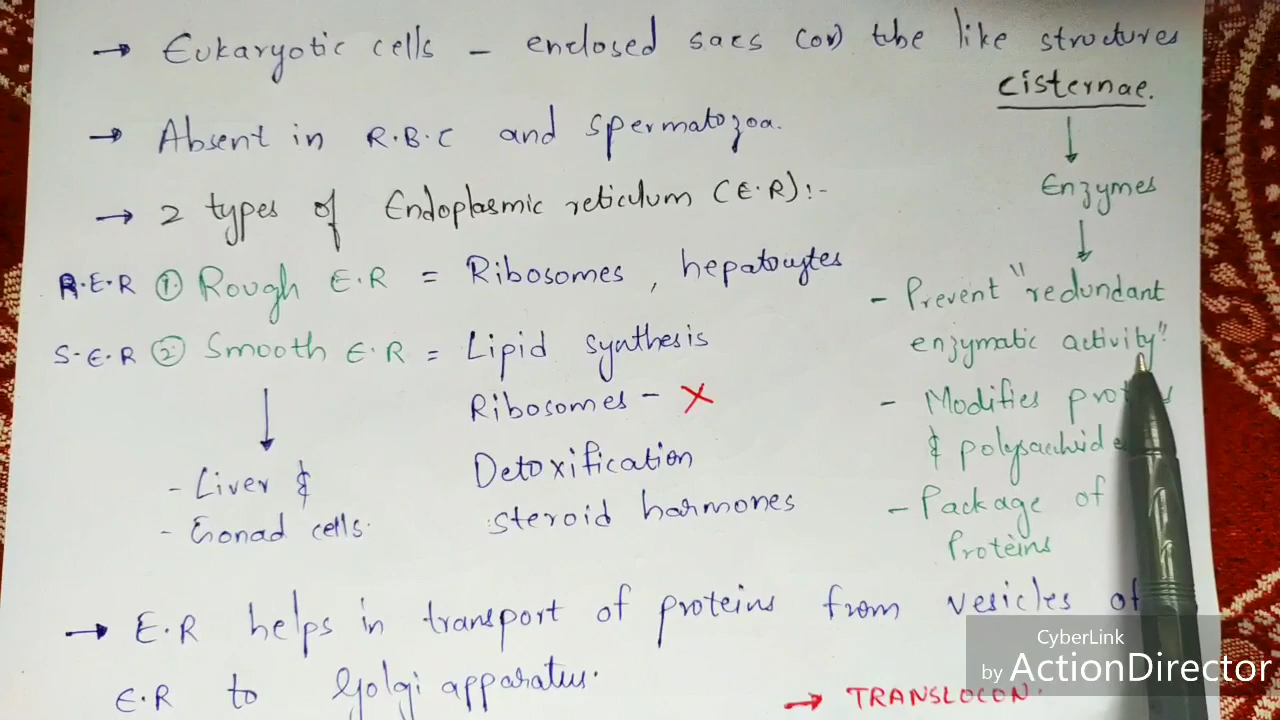 → Eukaryotic cells – enclosed sacs (or) tube like structures
cisternae.
→ Absent in R.B.C and spermatozoa.
Enzymes
→ 2 types of Endoplasmic reticulum (E.R):-
R.E.R ① Rough E.R = Ribosomes, hepatocytes
S.E.R ② Smooth E.R = Lipid synthesis
Ribosomes – X
Detoxification
steroid hormones
- Liver &
- Gonad cells.
- Prevent "redundant
enzymatic activity"
- Modifies
& 
- Package of
Proteins
→ E.R helps in transport of proteins from vesicles of
E.R to Golgi apparatus.
→ TRANSLOCON.
CyberLink
by ActionDirector